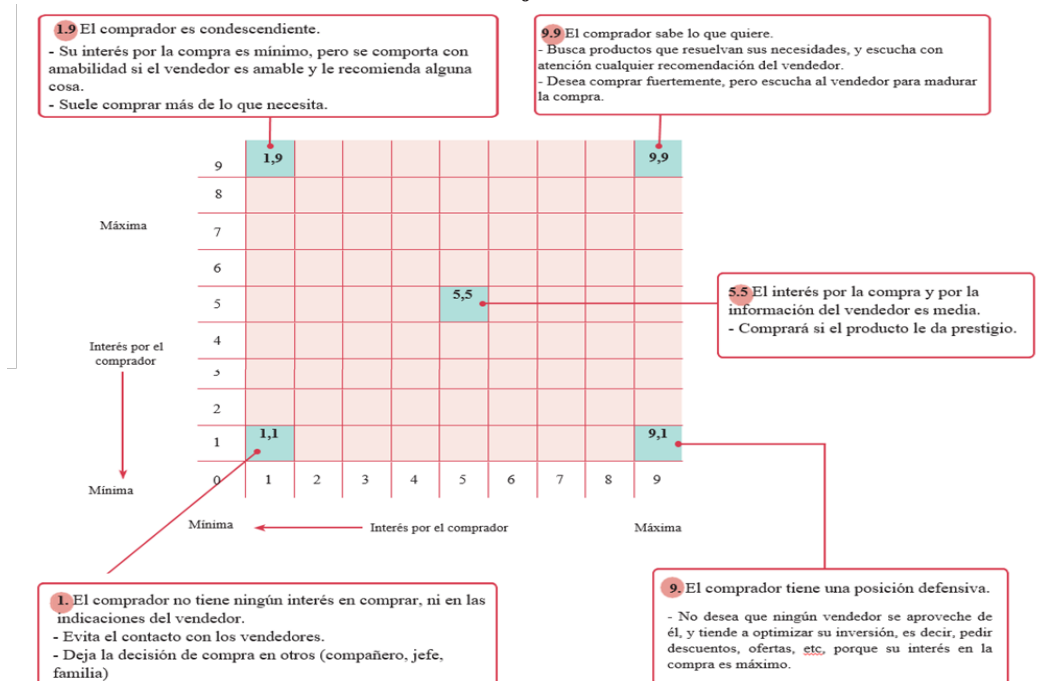 1.9 El comprador es condescendiente.
- Su interés por la compra es mínimo, pero se comporta con
amabilidad si el vendedor es amable y le recomienda alguna
cosa.
- Suele comprar más de lo que necesita.
9.9 El comprador sabe lo que quiere.
- Busca productos que resuelvan sus necesidades, y escucha con
atención cualquier recomendación del vendedor.
- Desea comprar fuertemente, pero escucha al vendedor para madurar
la compra.
9
1,9
9,9
8
Máxima
7
6
5
5,5
5.5 El interés por la compra y por la
información del vendedor es media.
- Comprará si el producto le da prestigio.
4
Interés por el
comprador
3
2
1
1,1
9,1
Mínima
0 1 2 3 4 5 6 7 8 9
Mínima
Interés por el comprador
Máxima
1. El comprador no tiene ningún interés en comprar, ni en las
indicaciones del vendedor.
- Evita el contacto con los vendedores.
- Deja la decisión de compra en otros (compañero, jefe,
familia)
9. El comprador tiene una posición defensiva.
- No desea que ningún vendedor se aproveche de
él, y tiende a optimizar su inversión, es decir, pedir
descuentos, ofertas, etc, porque su interés en la
compra es máximo.